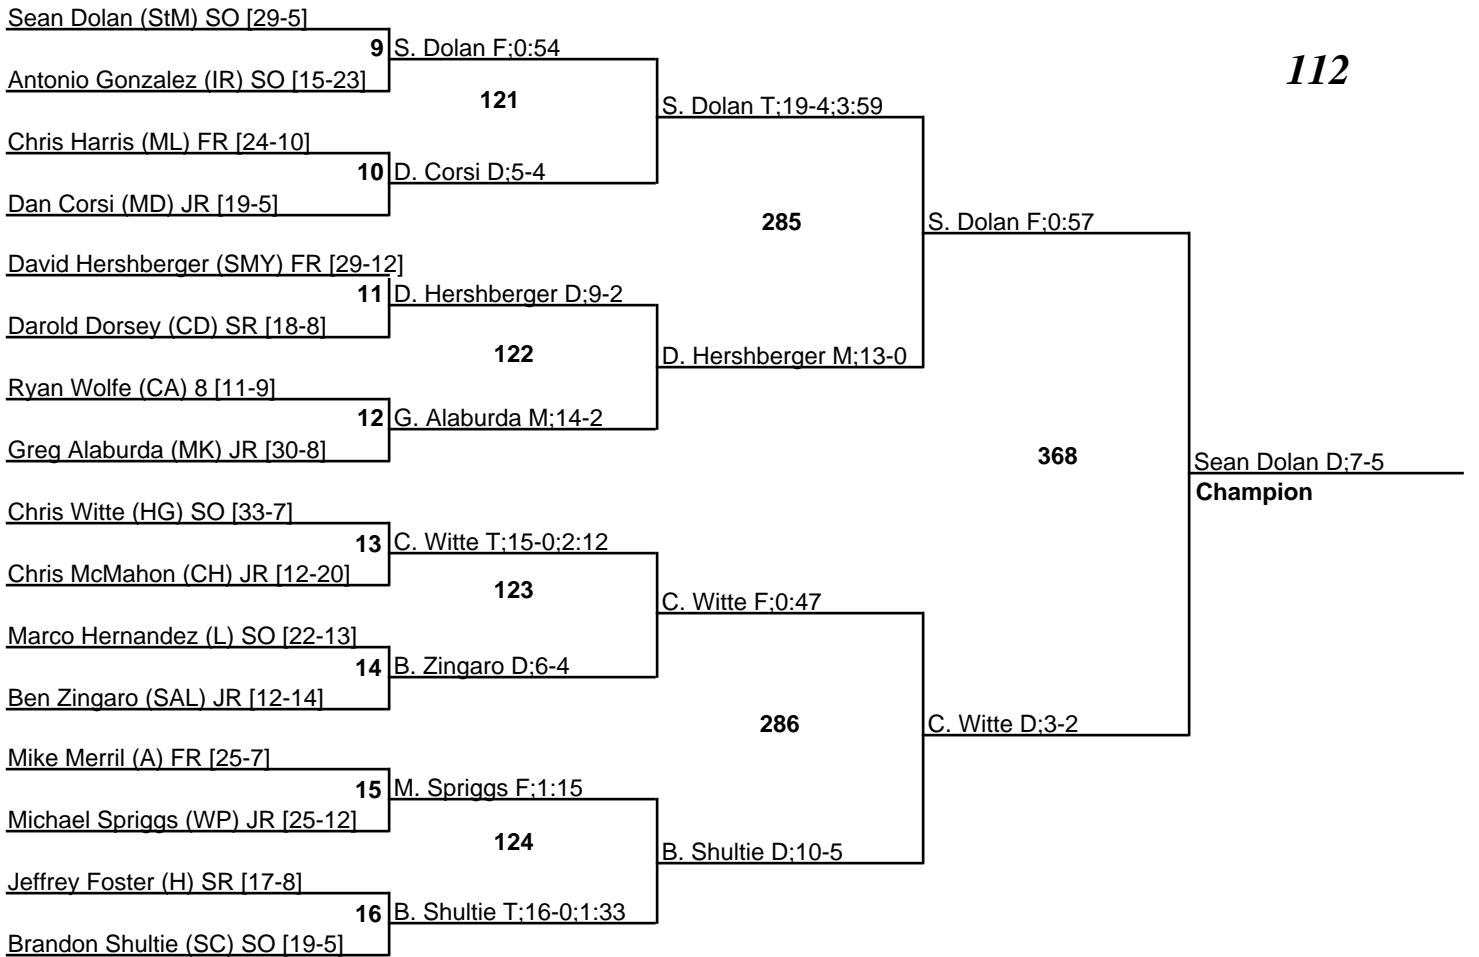 Sean Dolan (StM) SO [29-5]
9 S. Dolan F;0:54
112
Antonio Gonzalez (IR) SO [15-23]
121
S. Dolan T;19-4;3:59
Chris Harris (ML) FR [24-10]
10 D. Corsi D;5-4
Dan Corsi (MD) JR [19-5]
285
S. Dolan F;0:57
David Hershberger (SMY) FR [29-12]
11 D. Hershberger D;9-2
Darold Dorsey (CD) SR [18-8]
122
D. Hershberger M;13-0
Ryan Wolfe (CA) 8 [11-9]
12 G. Alaburda M;14-2
Greg Alaburda (MK) JR [30-8]
368
Sean Dolan D;7-5
Champion
Chris Witte (HG) SO [33-7]
13 C. Witte T;15-0;2:12
Chris McMahon (CH) JR [12-20]
123
C. Witte F;0:47
Marco Hernandez (L) SO [22-13]
14 B. Zingaro D;6-4
Ben Zingaro (SAL) JR [12-14]
286
C. Witte D;3-2
Mike Merril (A) FR [25-7]
15 M. Spriggs F;1:15
Michael Spriggs (WP) JR [25-12]
124
B. Shultie D;10-5
Jeffrey Foster (H) SR [17-8]
16 B. Shultie T;16-0;1:33
Brandon Shultie (SC) SO [19-5]